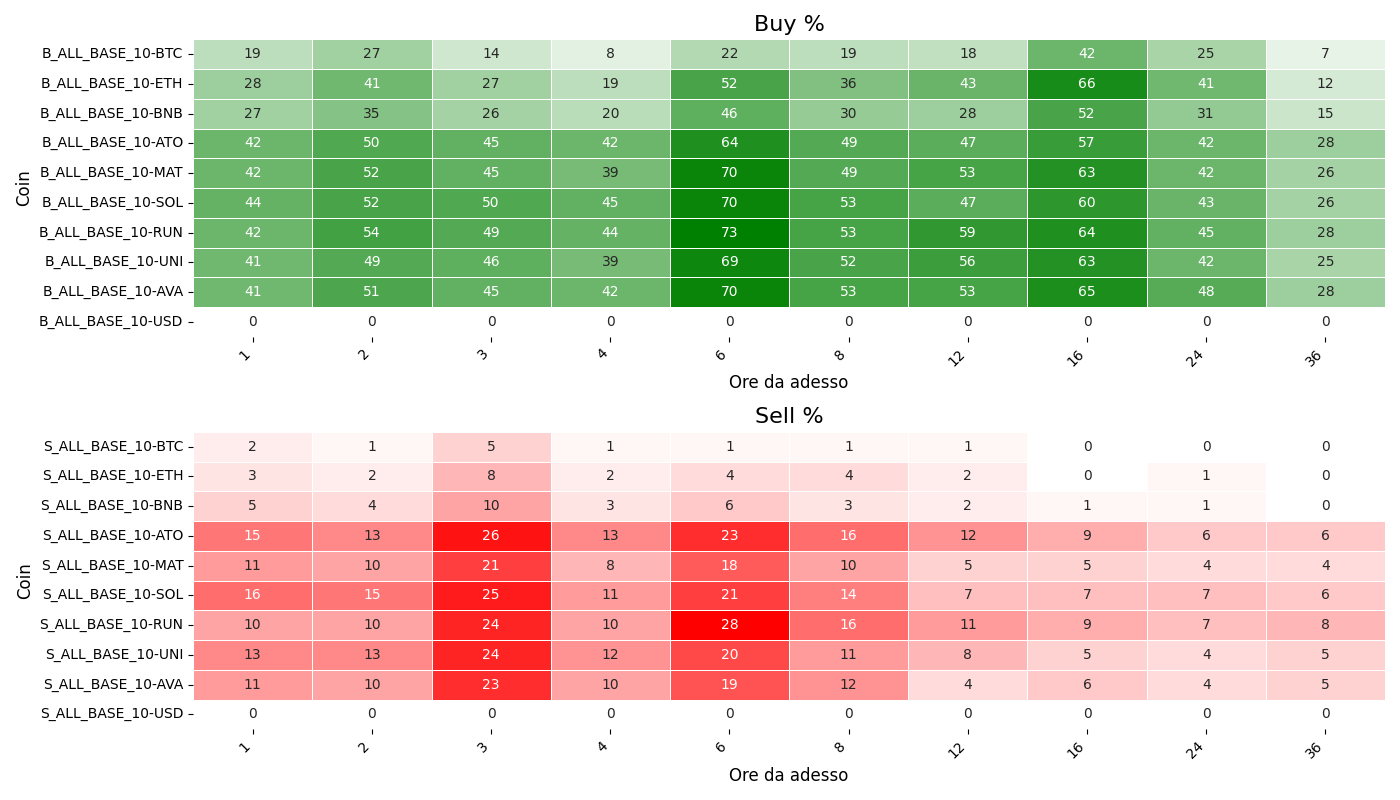 Buy %
Coin
B_ALL_BASE_10-BTC 19 27 14 8 22 19 18 42 25 7
B_ALL_BASE_10-ETH 28 41 27 19 52 36 43 66 41 12
B_ALL_BASE_10-BNB 27 35 26 20 46 30 28 52 31 15
B_ALL_BASE_10-ATO 42 50 45 42 64 49 47 57 42 28
B_ALL_BASE_10-MAT 42 52 45 39 70 49 53 63 42 26
B_ALL_BASE_10-SOL 44 52 50 45 70 53 47 60 43 26
B_ALL_BASE_10-RUN 42 54 49 44 73 53 59 64 45 28
B_ALL_BASE_10-UNI 41 49 46 39 69 52 56 63 42 25
B_ALL_BASE_10-AVA 41 51 45 42 70 53 53 65 48 28
B_ALL_BASE_10-USD 0 0 0 0 0 0 0 0 0 0
1 2 3 4 6 8 12 16 24 36
Ore da adesso
Sell %
Coin
S_ALL_BASE_10-BTC 2 1 5 1 1 1 1 0 0 0
S_ALL_BASE_10-ETH 3 2 8 2 4 4 2 0 1 0
S_ALL_BASE_10-BNB 5 4 10 3 6 3 2 1 1 0
S_ALL_BASE_10-ATO 15 13 26 13 23 16 12 9 6 6
S_ALL_BASE_10-MAT 11 10 21 8 18 10 5 5 4 4
S_ALL_BASE_10-SOL 16 15 25 11 21 14 7 7 7 6
S_ALL_BASE_10-RUN 10 10 24 10 28 16 11 9 7 8
S_ALL_BASE_10-UNI 13 13 24 12 20 11 8 5 4 5
S_ALL_BASE_10-AVA 11 10 23 10 19 12 4 6 4 5
S_ALL_BASE_10-USD 0 0 0 0 0 0 0 0 0 0
1 2 3 4 6 8 12 16 24 36
Ore da adesso